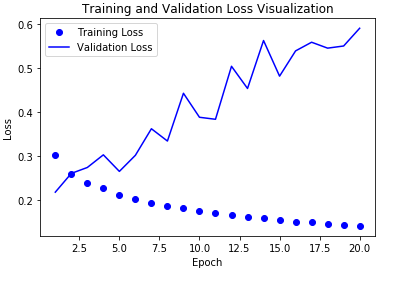 Training and Validation Loss Visualization
Training Loss
Validation Loss
0.6
0.5
0.4
0.3
0.2
Loss
2.5 5.0 7.5 10.0 12.5 15.0 17.5 20.0
Epoch